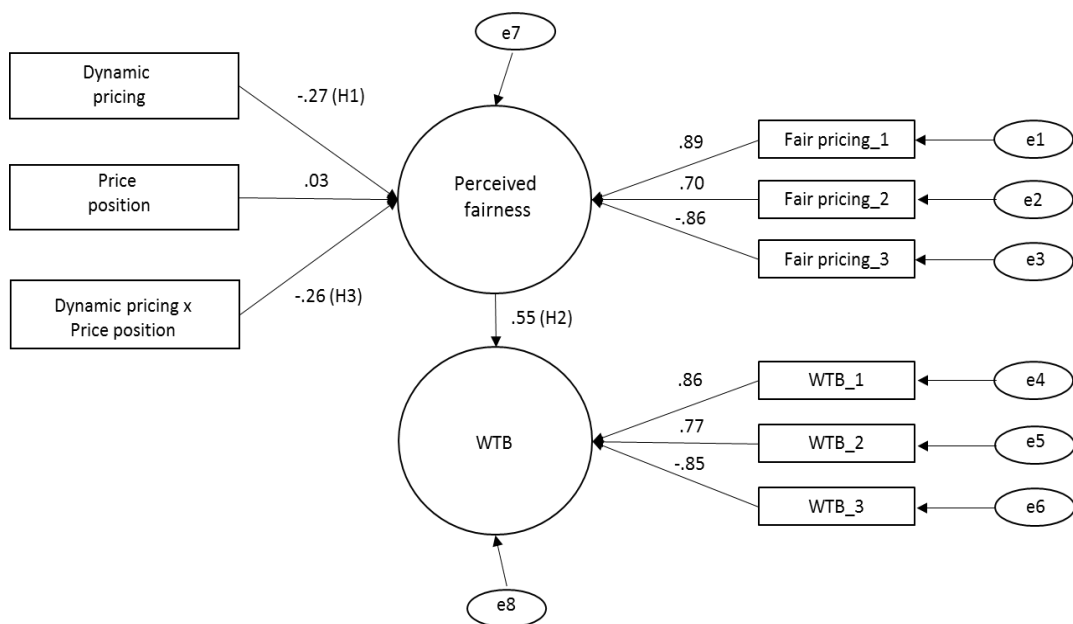 e7
Dynamic
pricing
-.27 (H1)
Price
position
.03
Dynamic pricing x
Price position
-.26 (H3)
Perceived
fairness
.89
Fair pricing_1
e1
.70
Fair pricing_2
e2
-.86
Fair pricing_3
e3
.55 (H2)
WTB
.86
WTB_1
e4
.77
WTB_2
e5
-.85
WTB_3
e6
e8